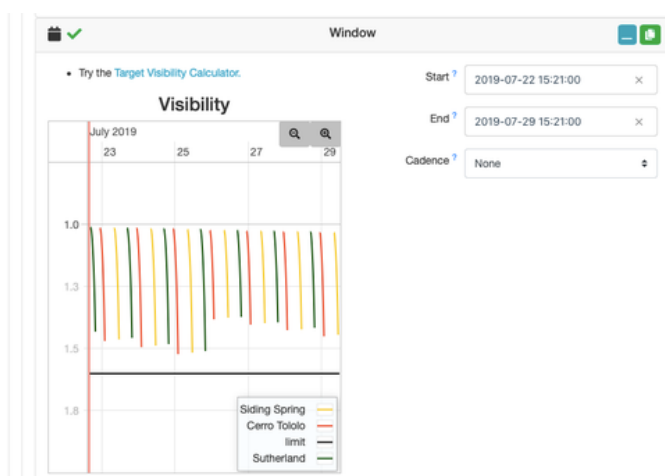 Window
Try the Target Visibility Calculator.
Visibility
July 2019
23 25 27 29
1.0
1.3
1.5
1.8
Siding Spring
Cerro Tololo
limit
Sutherland
Start ?
2019-07-22 15:21:00 ×
End ?
2019-07-29 15:21:00 ×
Cadence ?
None